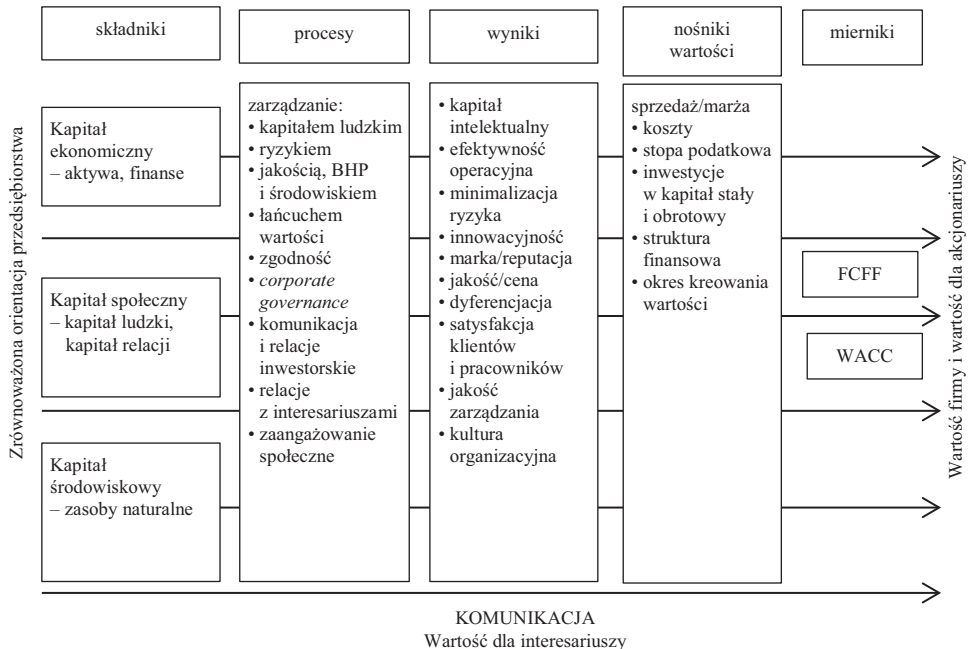 składniki
procesy
wyniki
nośniki
wartości
mierniki
Zrównoważona orientacja przedsiębiorstwa
Kapitał
ekonomiczny
– aktywa, finanse
Kapitał społeczny
– kapitał ludzki,
kapitał relacji
Kapitał
środowiskowy
– zasoby naturalne
zarządzanie:
• kapitałem ludzkim
• ryzykiem
• jakością, BHP
i środowiskiem
• łańcuchem
wartości
• zgodność
• corporate
governance
• komunikacja
i relacje
inwestorskie
• relacje
z interesariuszami
• zaangażowanie
społeczne
• kapitał
intelektualny
• efektywność
operacyjna
• minimalizacja
ryzyka
• innowacyjność
• marka/reputacja
• jakość/cena
• dyferencjacja
• satysfakcja
klientów
i pracowników
• jakość
zarządzania
• kultura
organizacyjna
sprzedaż/marża
• koszty
• stopa podatkowa
• inwestycje
w kapitał stały
i obrotowy
• struktura
finansowa
• okres kreowania
wartości
FCFF
WACC
Wartość firmy i wartość dla akcjonariuszy
KOMUNIKACJA
Wartość dla interesariuszy